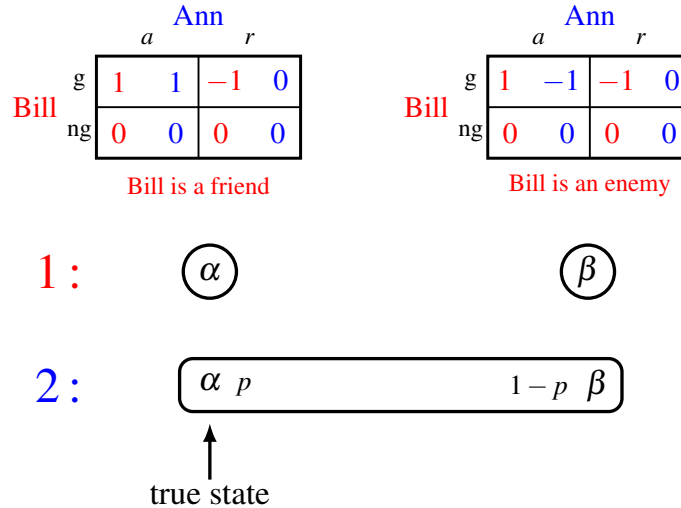 Ann Ann
a r a r
g 1 1 −1 0 g 1 −1 −1 0
Bill Bill
ng 0 0 0 0 ng 0 0 0 0
Bill is a friend Bill is an enemy
1 : α β
2 : α p 1 − p β
true state